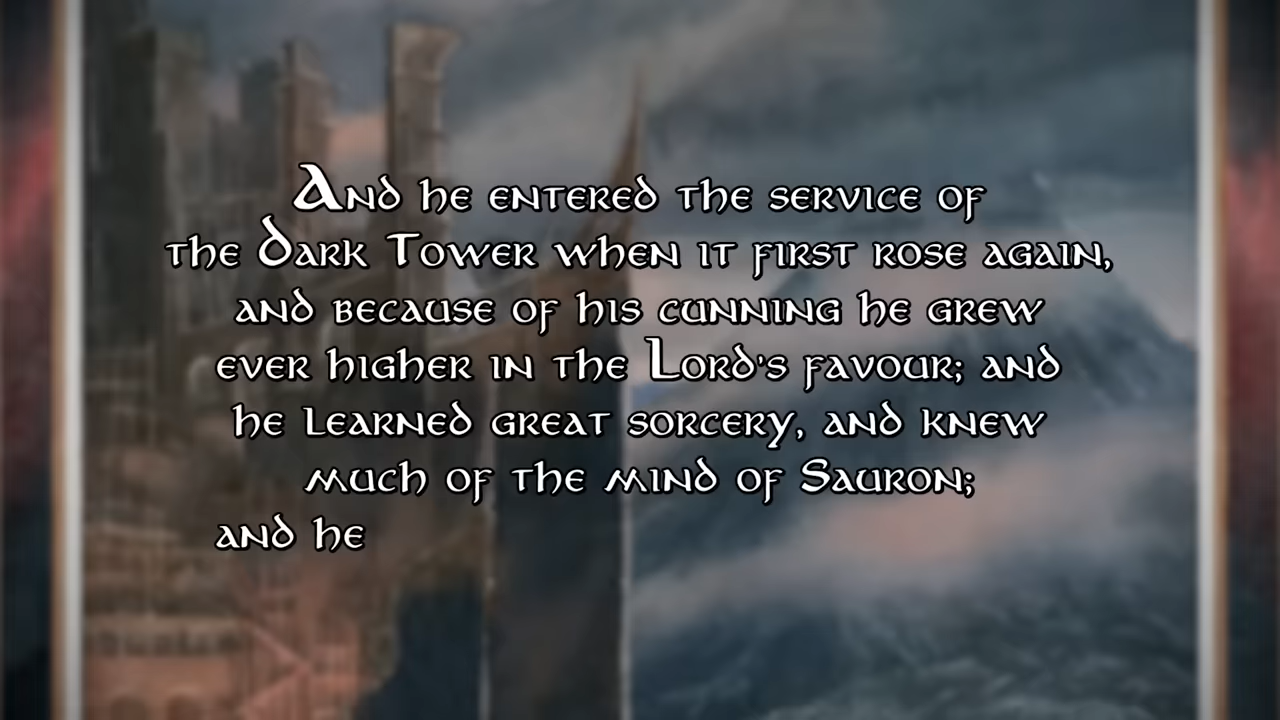 And he entered the service of
the Dark Tower when it first rose again,
and because of his cunning he grew
ever higher in the Lord's favour; and
he learned great sorcery, and knew
much of the mind of Sauron;
and he